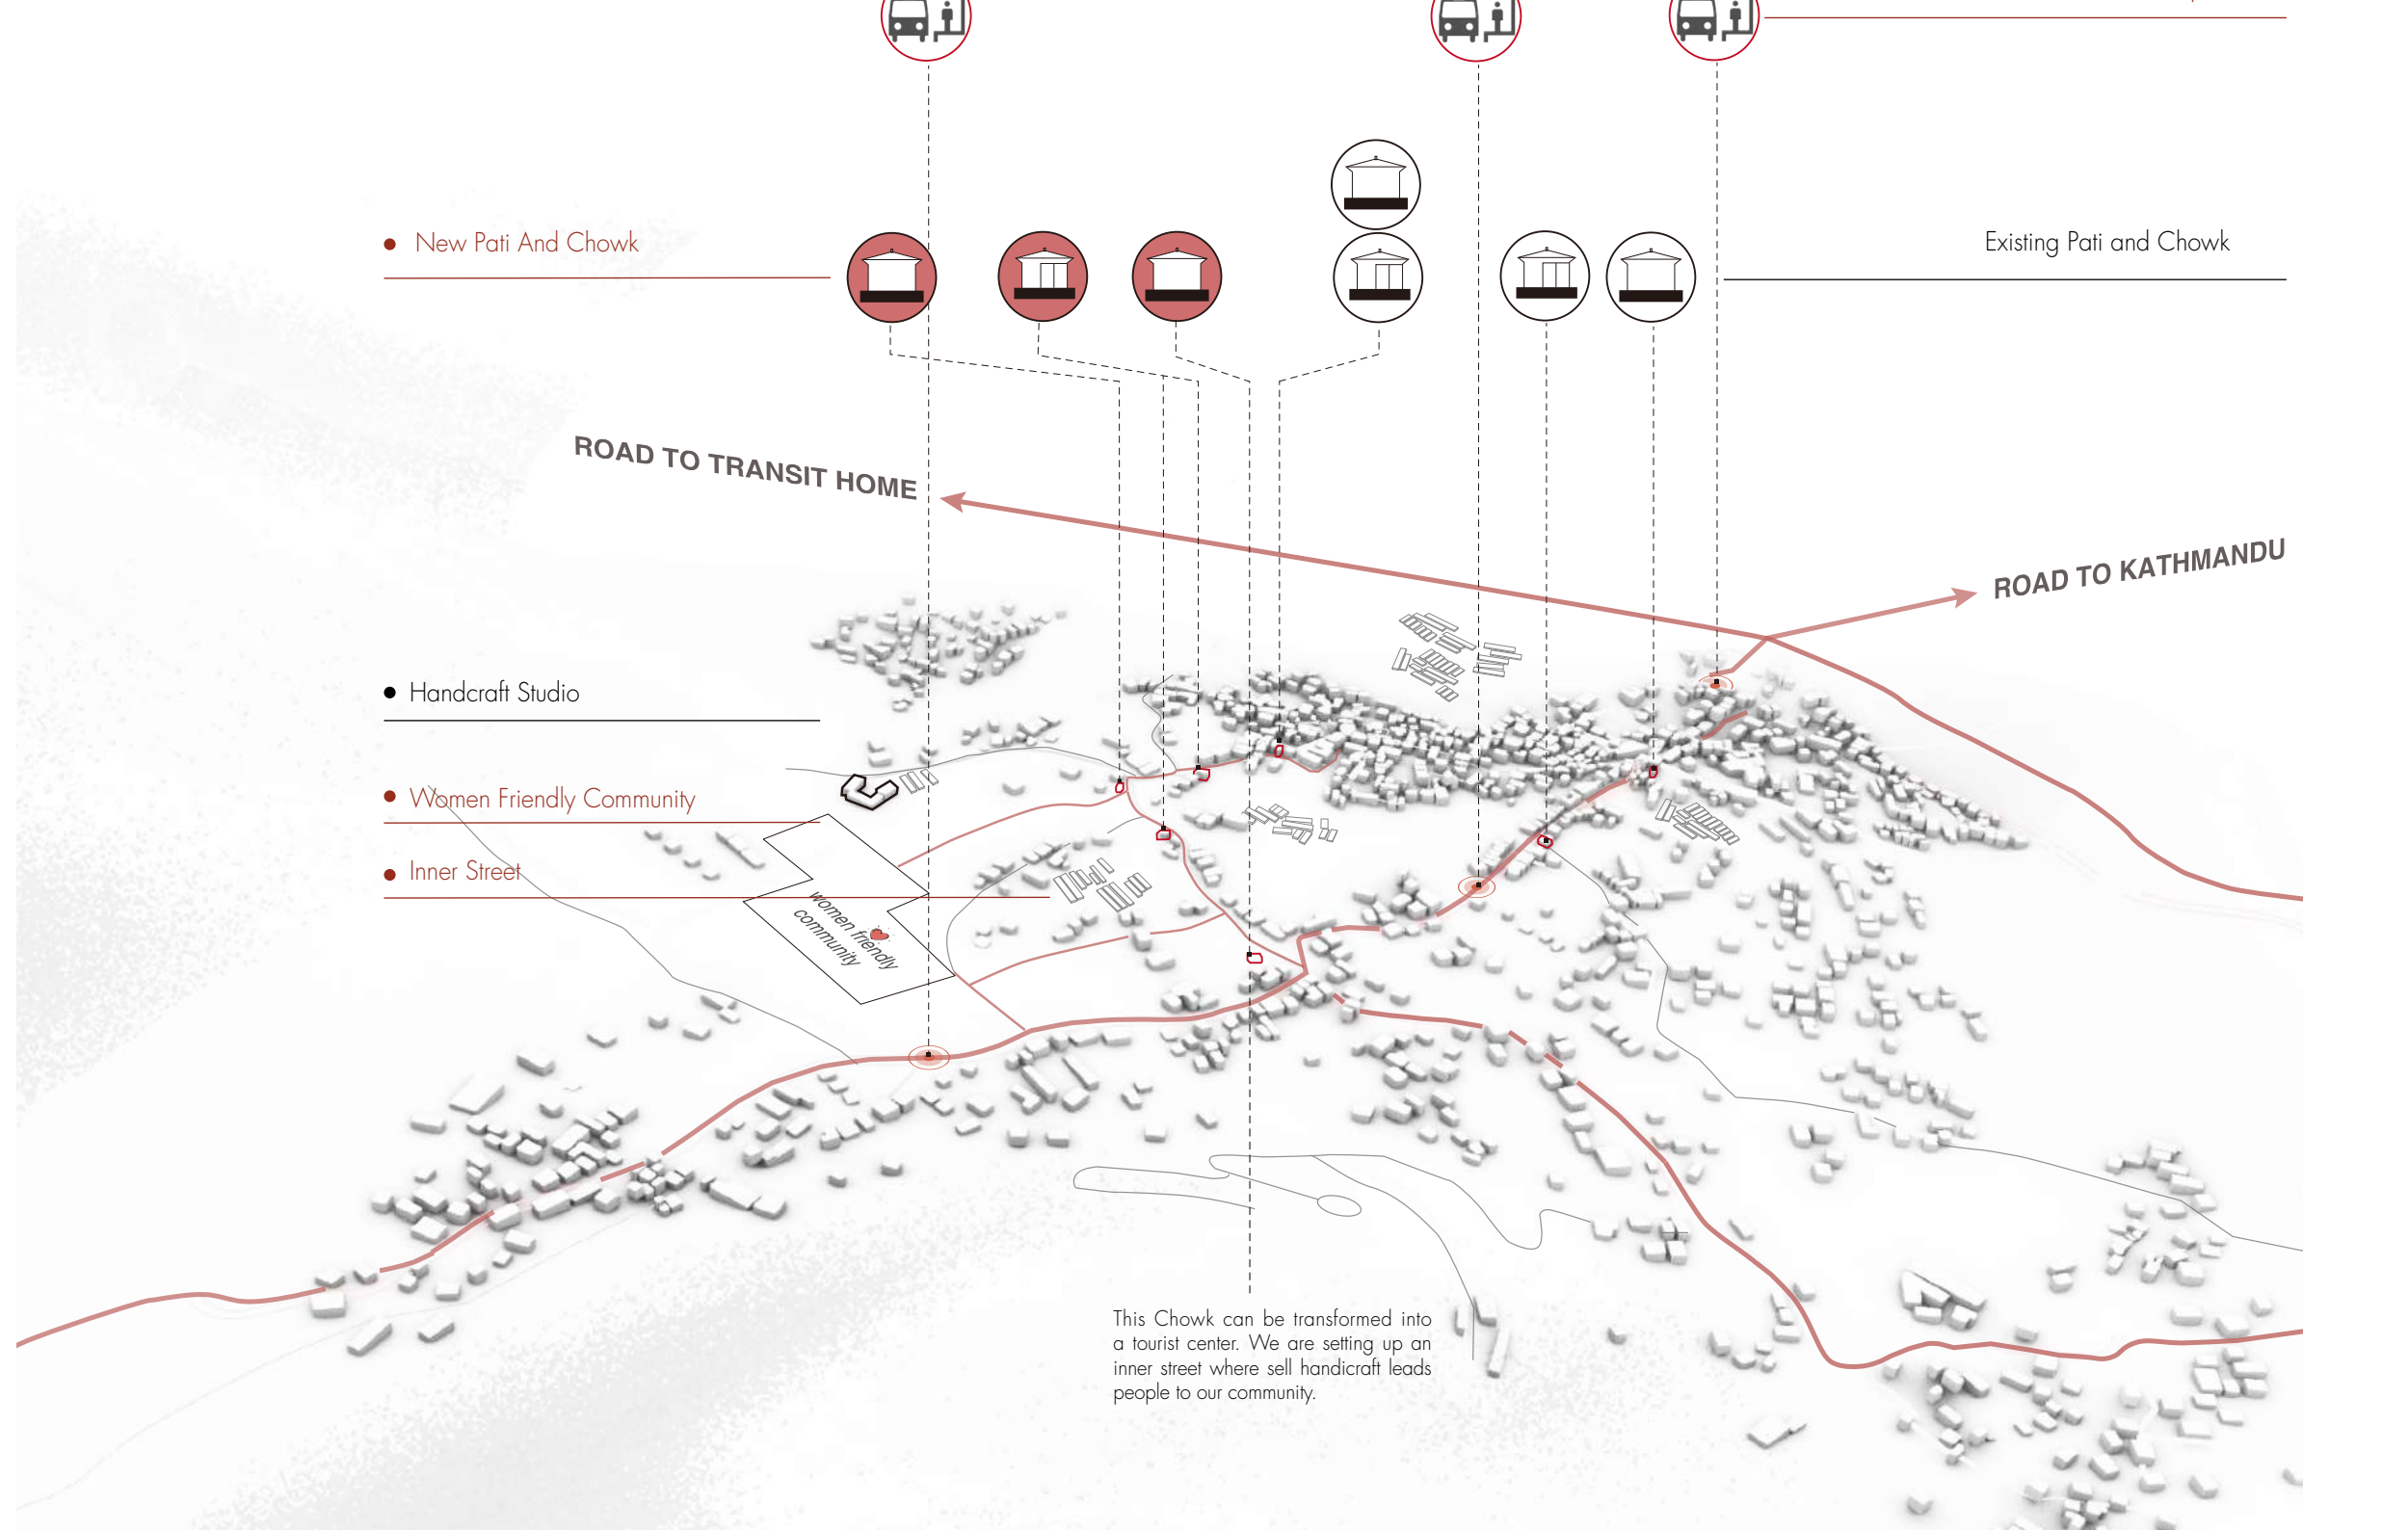 New Pati And Chowk
Existing Pati and Chowk
ROAD TO TRANSIT HOME
ROAD TO KATHMANDU
Handcraft Studio
Women Friendly Community
Inner Street
women friendly
community
This Chowk can be transformed into
a tourist center. We are setting up an
inner street where sell handicraft leads
people to our community.